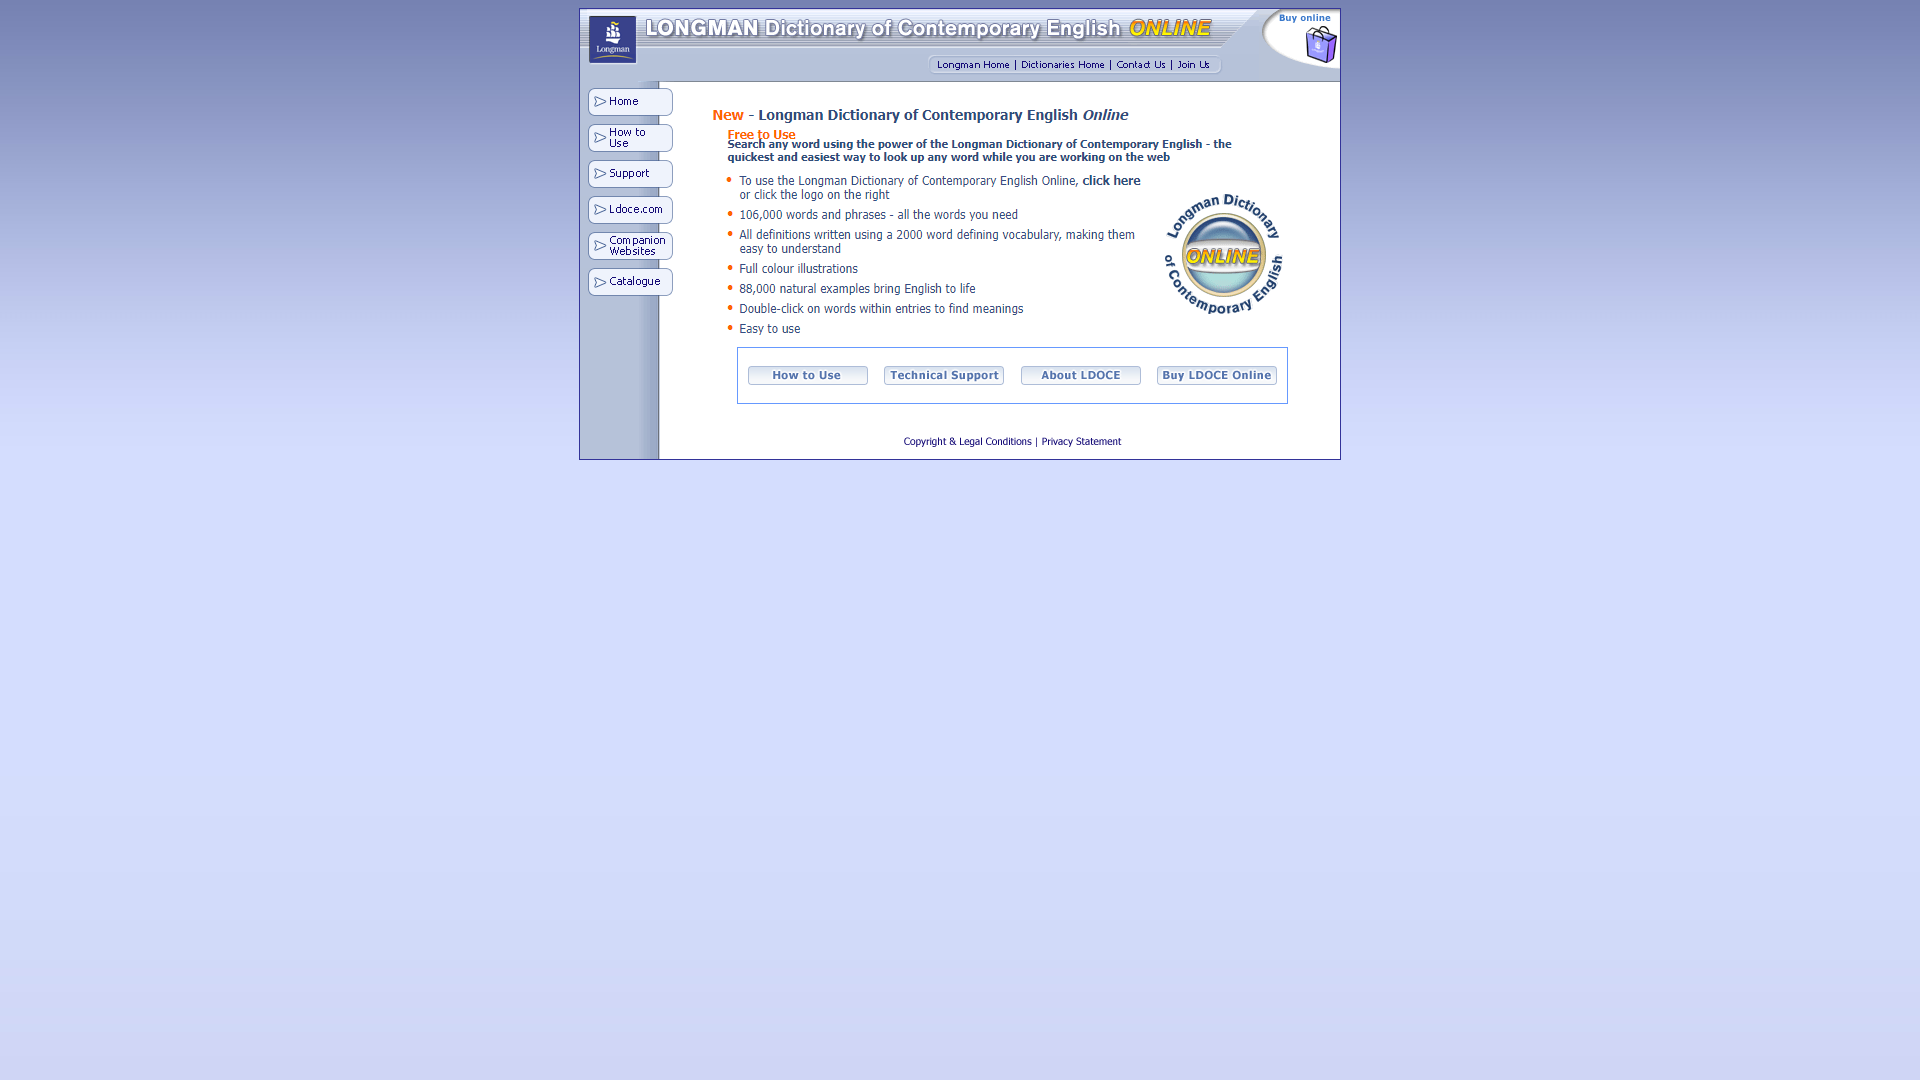 Longman
LONGMAN Dictionary of Contemporary English ONLINE
Buy online
Longman Home | Dictionaries Home | Contact Us | Join Us
Home
How to
Use
Support
Ldoce.com
Companion
Websites
Catalogue
New - Longman Dictionary of Contemporary English Online
Free to Use
Search any word using the power of the Longman Dictionary of Contemporary English - the
quickest and easiest way to look up any word while you are working on the web
• To use the Longman Dictionary of Contemporary English Online, click here
or click the logo on the right
• 106,000 words and phrases - all the words you need
• All definitions written using a 2000 word defining vocabulary, making them
easy to understand
• Full colour illustrations
• 88,000 natural examples bring English to life
• Double-click on words within entries to find meanings
• Easy to use
Longman Dictionary
ONLINE
of Contemporary English
How to Use
Technical Support
About LDOCE
Buy LDOCE Online
Copyright & Legal Conditions | Privacy Statement